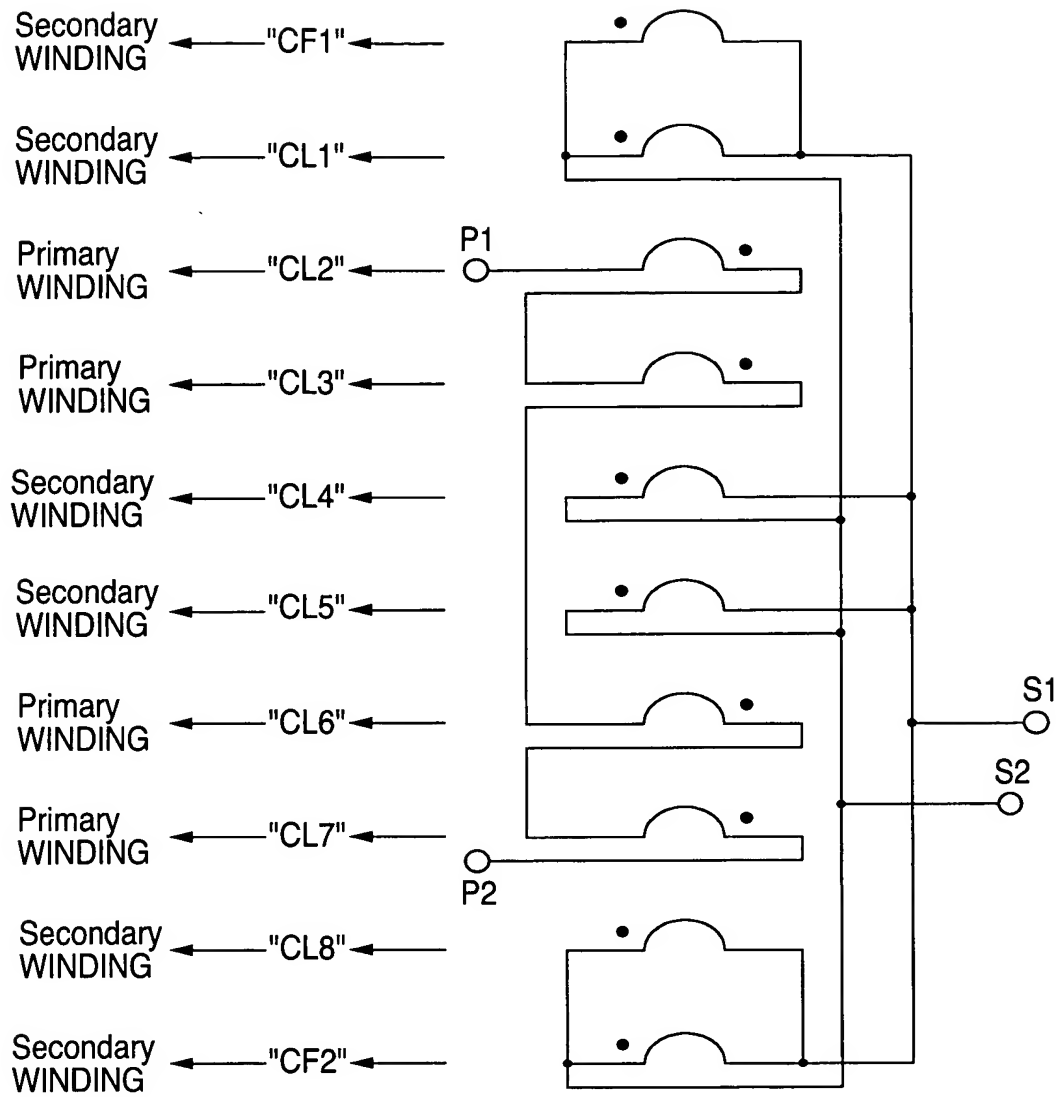 Secondary
WINDING
"CF1"
Secondary
WINDING
"CL1"
Primary
WINDING
"CL2"
P1
Primary
WINDING
"CL3"
Secondary
WINDING
"CL4"
Secondary
WINDING
"CL5"
Primary
WINDING
"CL6"
S1
S2
Primary
WINDING
"CL7"
P2
Secondary
WINDING
"CL8"
Secondary
WINDING
"CF2"